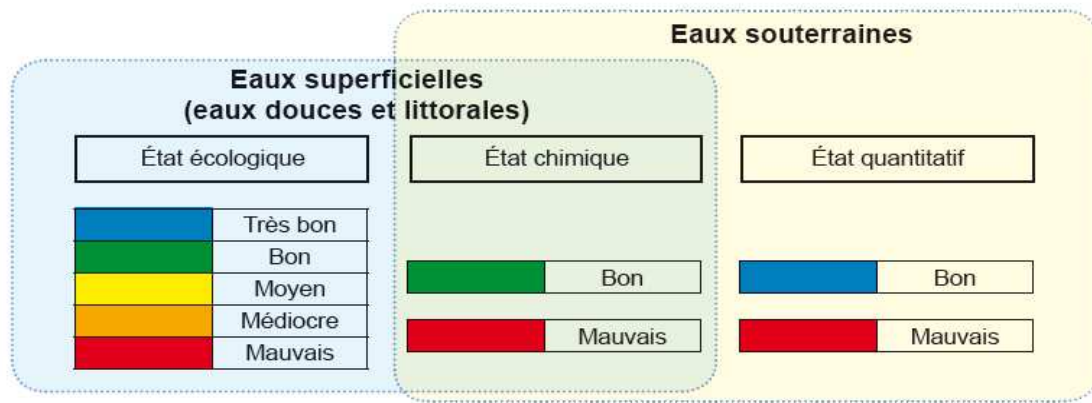 Eaux souterraines
Eaux superficielles
(eaux douces et littorales)
État écologique
État chimique
État quantitatif
Très bon
Bon
Moyen
Médiocre
Mauvais
Bon
Mauvais
Bon
Mauvais